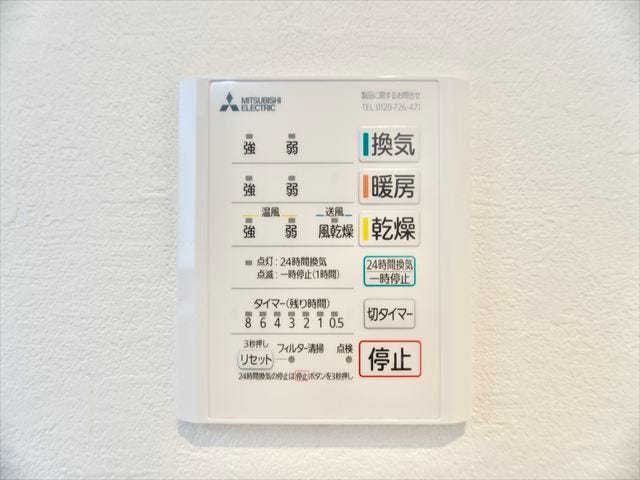 MITSUBISHI
ELECTRIC
製品に関するお問合せ
TEL 0120-726-471
強 弱 換気
強 弱 暖房
温風 送風
強 弱 風乾燥 乾燥
点灯:24時間換気
点滅:一時停止(1時間)
24時間換気
一時停止
タイマー(残り時間)
8 6 4 3 2 1 0.5
切タイマー
3秒押し
リセット フィルター清掃 点検
停止
24時間換気の停止は停止ボタンを3秒押し